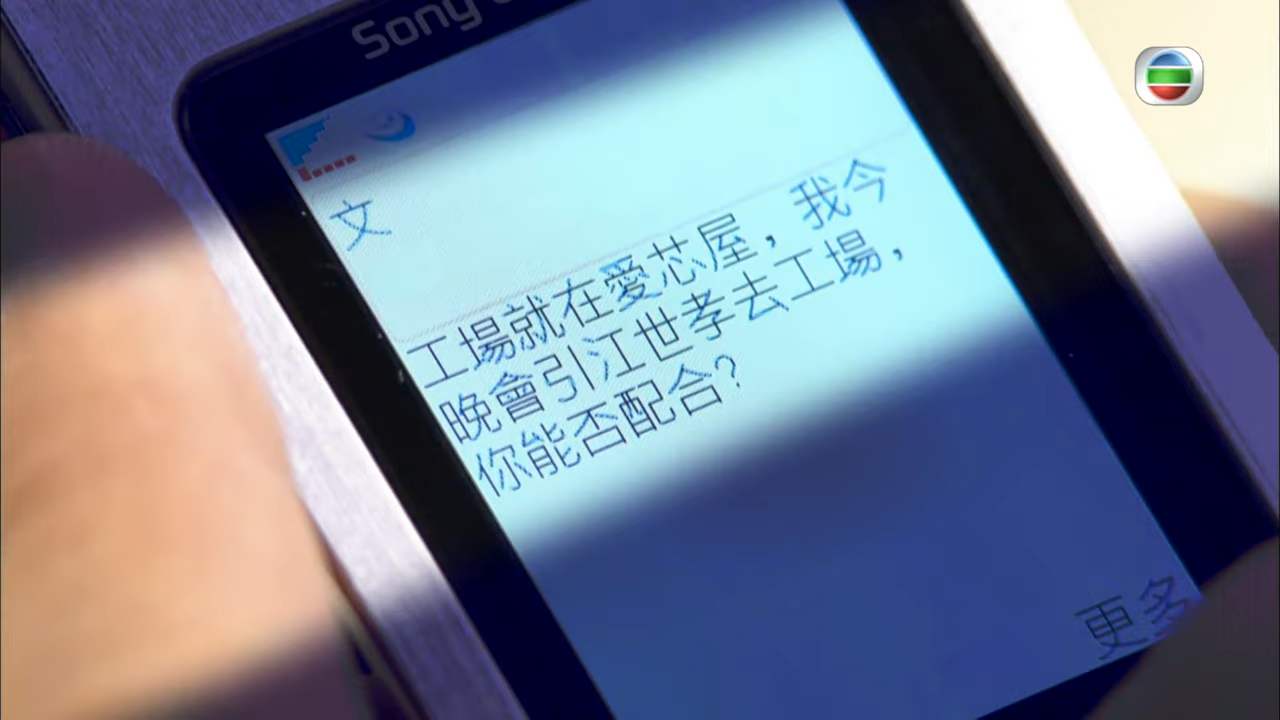 Sony
文
工場就在愛芯屋，我今
晚會引江世孝去工場，
你能否配合?
更多